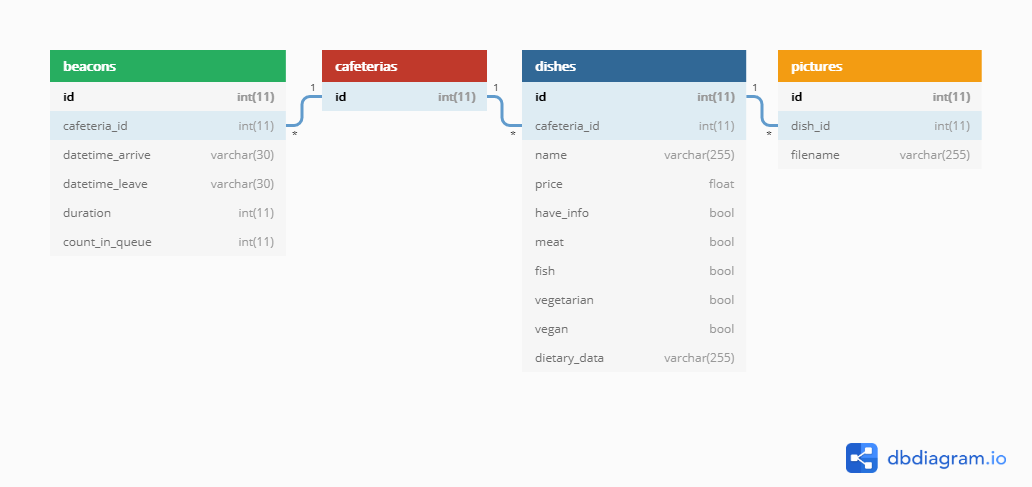 beacons
id int(11)
cafeteria_id int(11)
datetime_arrive varchar(30)
datetime_leave varchar(30)
duration int(11)
count_in_queue int(11)
1
*
cafeterias
id int(11)
1
*
dishes
id int(11)
cafeteria_id int(11)
name varchar(255)
price float
have_info bool
meat bool
fish bool
vegetarian bool
vegan bool
dietary_data varchar(255)
1
*
pictures
id int(11)
dish_id int(11)
filename varchar(255)
dbdiagram.io